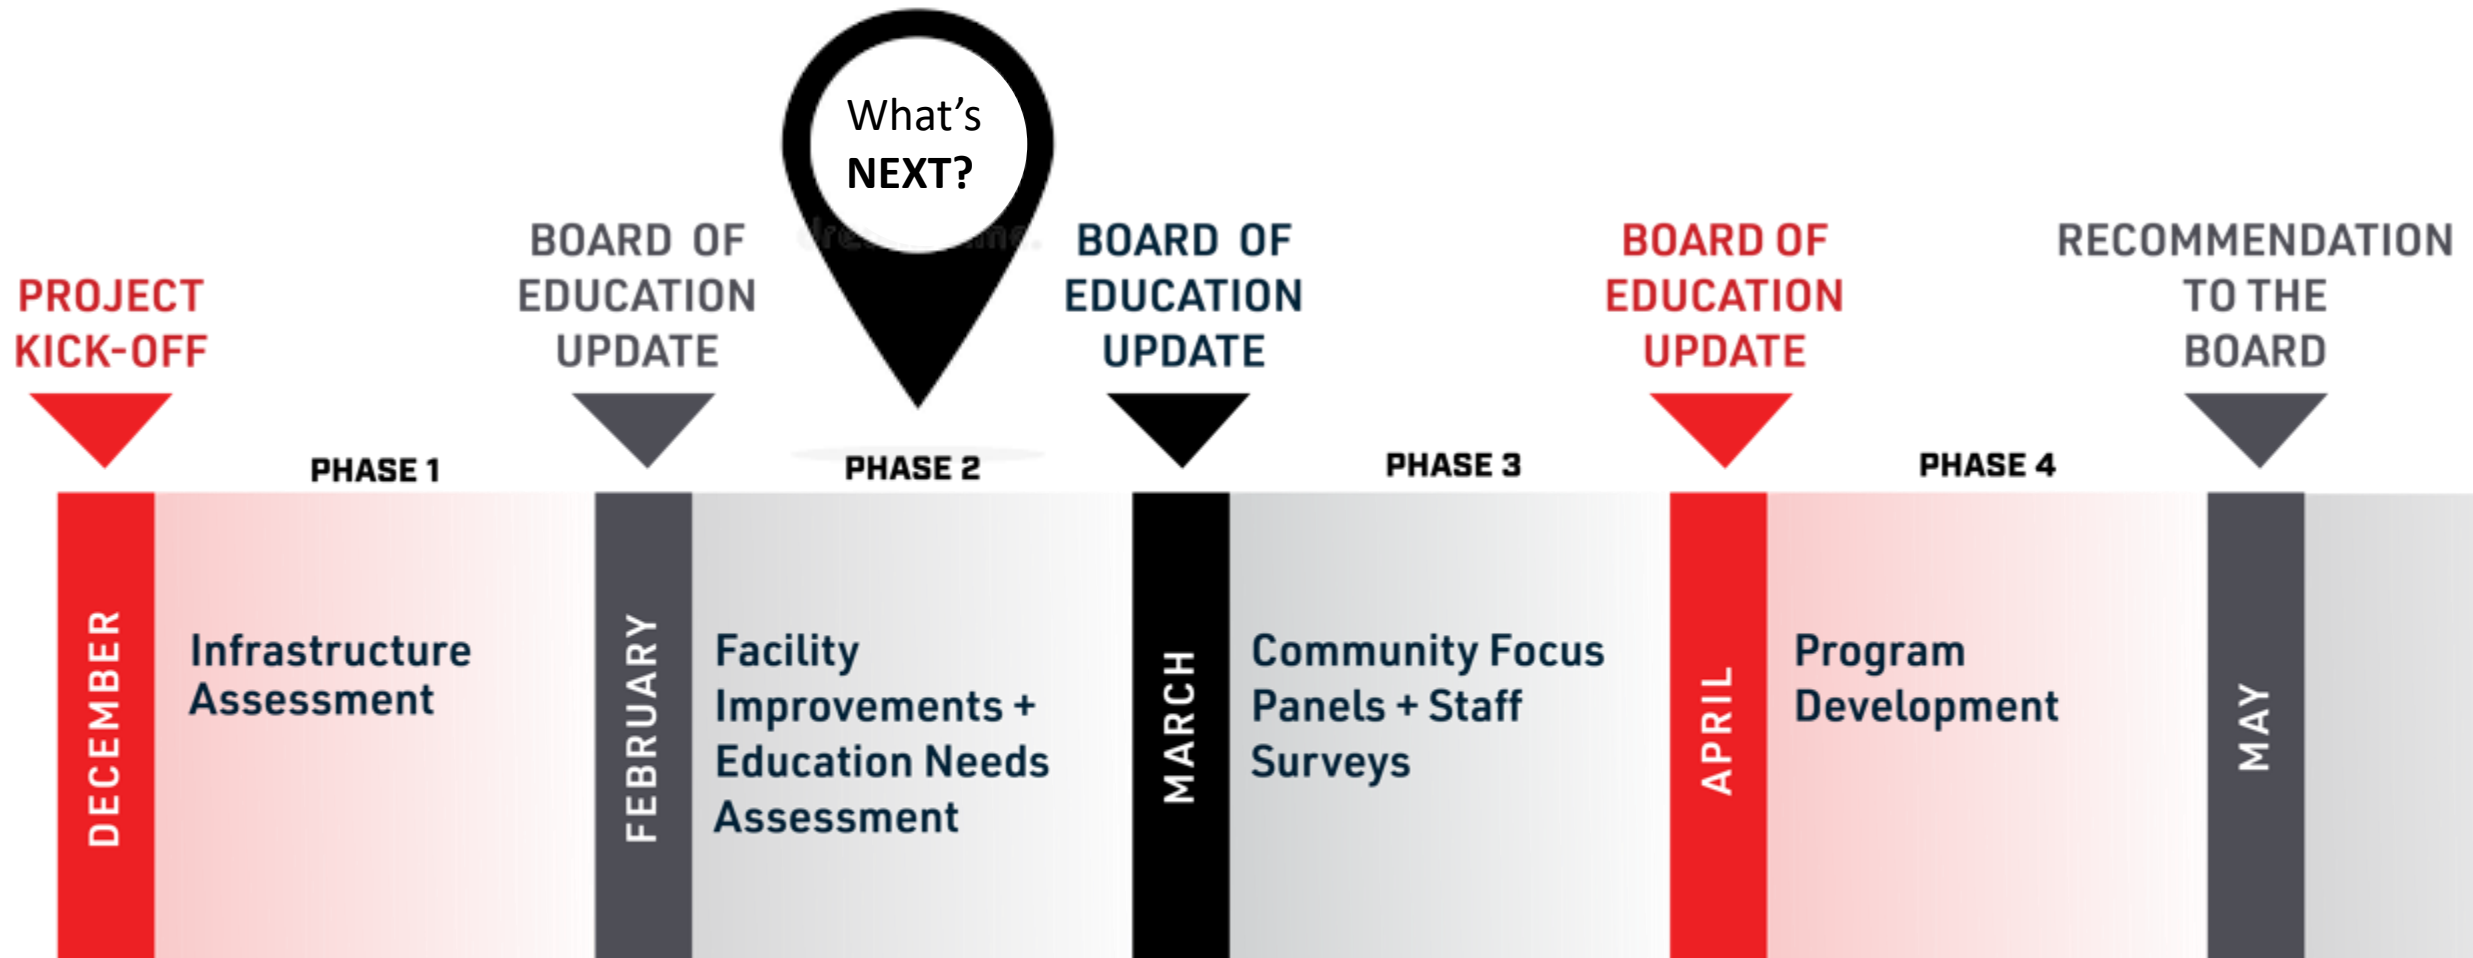 What's
NEXT?
PROJECT
KICK-OFF
BOARD OF
EDUCATION
UPDATE
BOARD OF
EDUCATION
UPDATE
BOARD OF
EDUCATION
UPDATE
RECOMMENDATION
TO THE
BOARD
PHASE 1
PHASE 2
PHASE 3
PHASE 4
DECEMBER
Infrastructure
Assessment
FEBRUARY
Facility
Improvements +
Education Needs
Assessment
MARCH
Community Focus
Panels + Staff
Surveys
APRIL
Program
Development
MAY